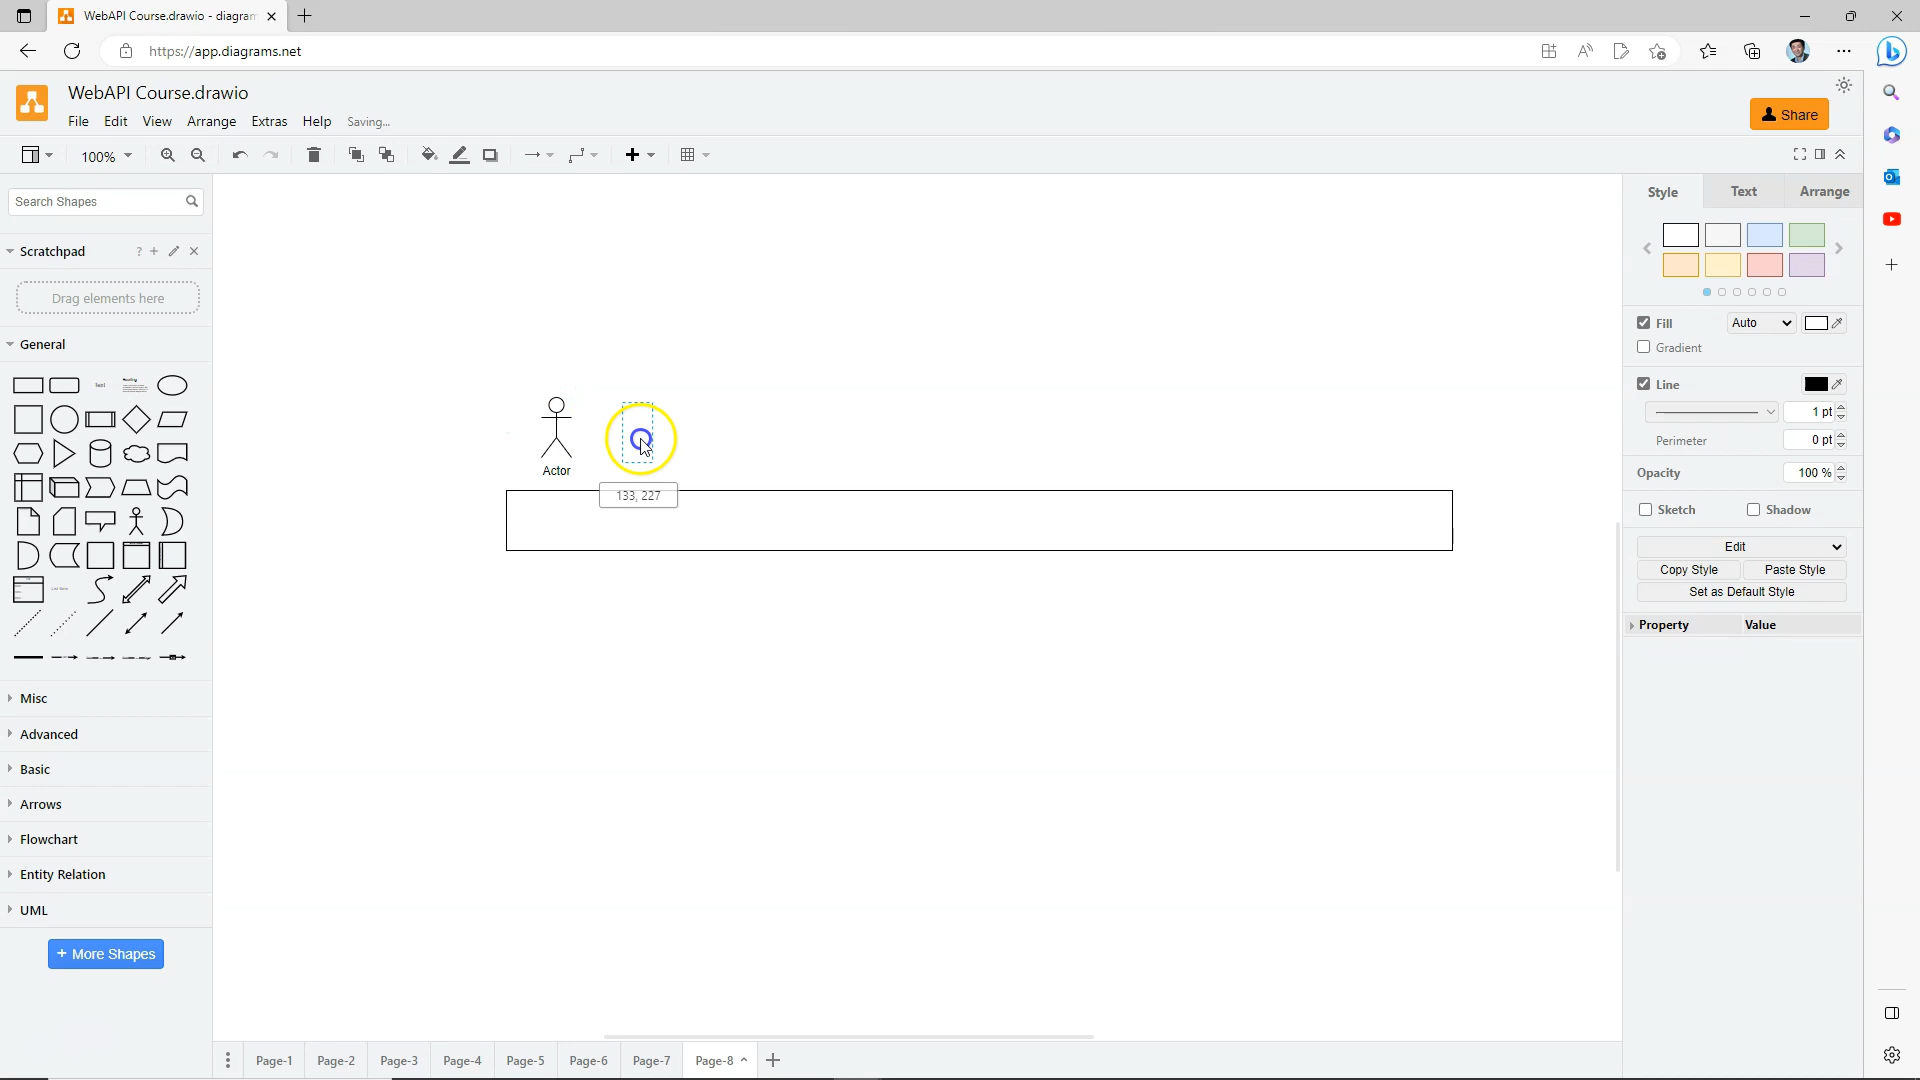 WebAPI Course.drawio - diagram
https://app.diagrams.net
WebAPI Course.drawio
File Edit View Arrange Extras Help Saving...
Share
100%
Search Shapes
Scratchpad ? + 
Drag elements here
General
Text
Heading
Misc
Advanced
Basic
Arrows
Flowchart
Entity Relation
UML
+ More Shapes
Actor
133, 227
Page-1 Page-2 Page-3 Page-4 Page-5 Page-6 Page-7 Page-8
Style Text Arrange
Fill Auto
Gradient
Line
1 pt
Perimeter 0 pt
Opacity 100 %
Sketch Shadow
Edit
Copy Style Paste Style
Set as Default Style
Property Value